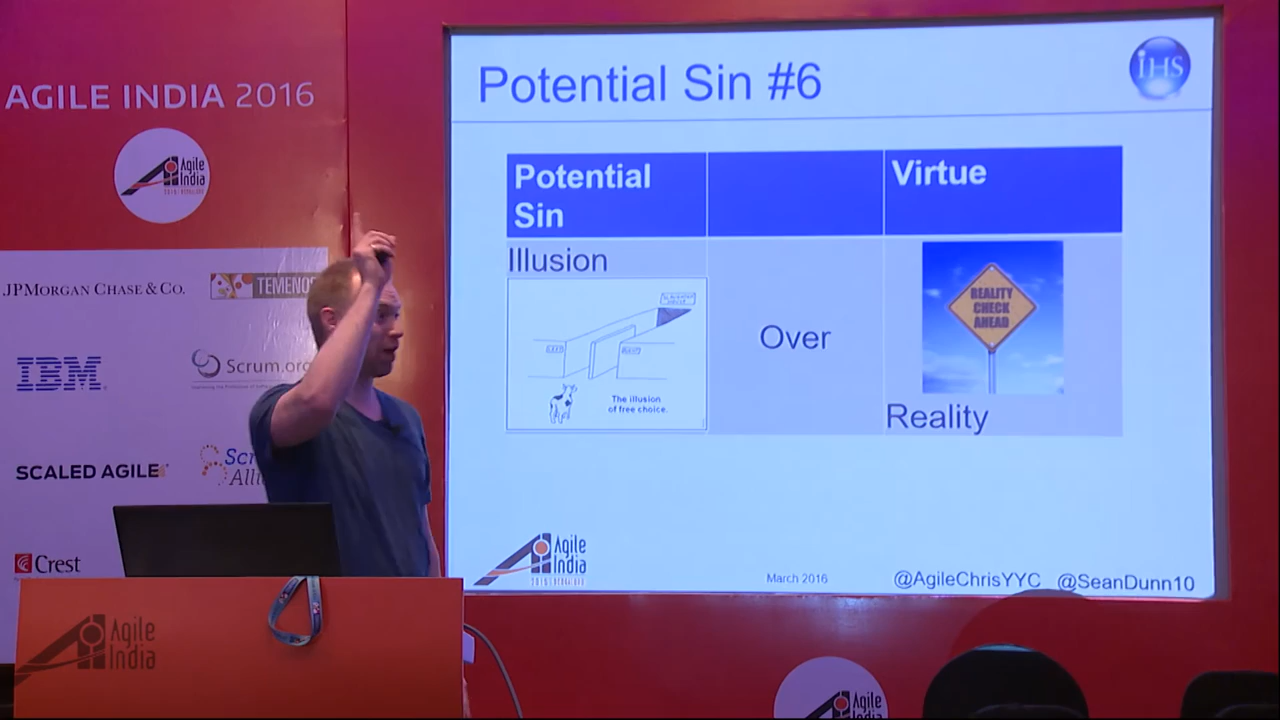 AGILE INDIA 2016
Agile
India
JPMORGAN CHASE & CO.
TEMENOS
IBM
Scrum.org
SCALED AGILE
Scr
Alli
Crest
Agile
India
Potential Sin #6
iHS
Potential
Sin
Virtue
Illusion
The illusion
of free choice.
Over
REALITY
CHECK
AHEAD
Reality
Agile
India
March 2016
@AgileChrisYYC @SeanDunn10
Agile
India